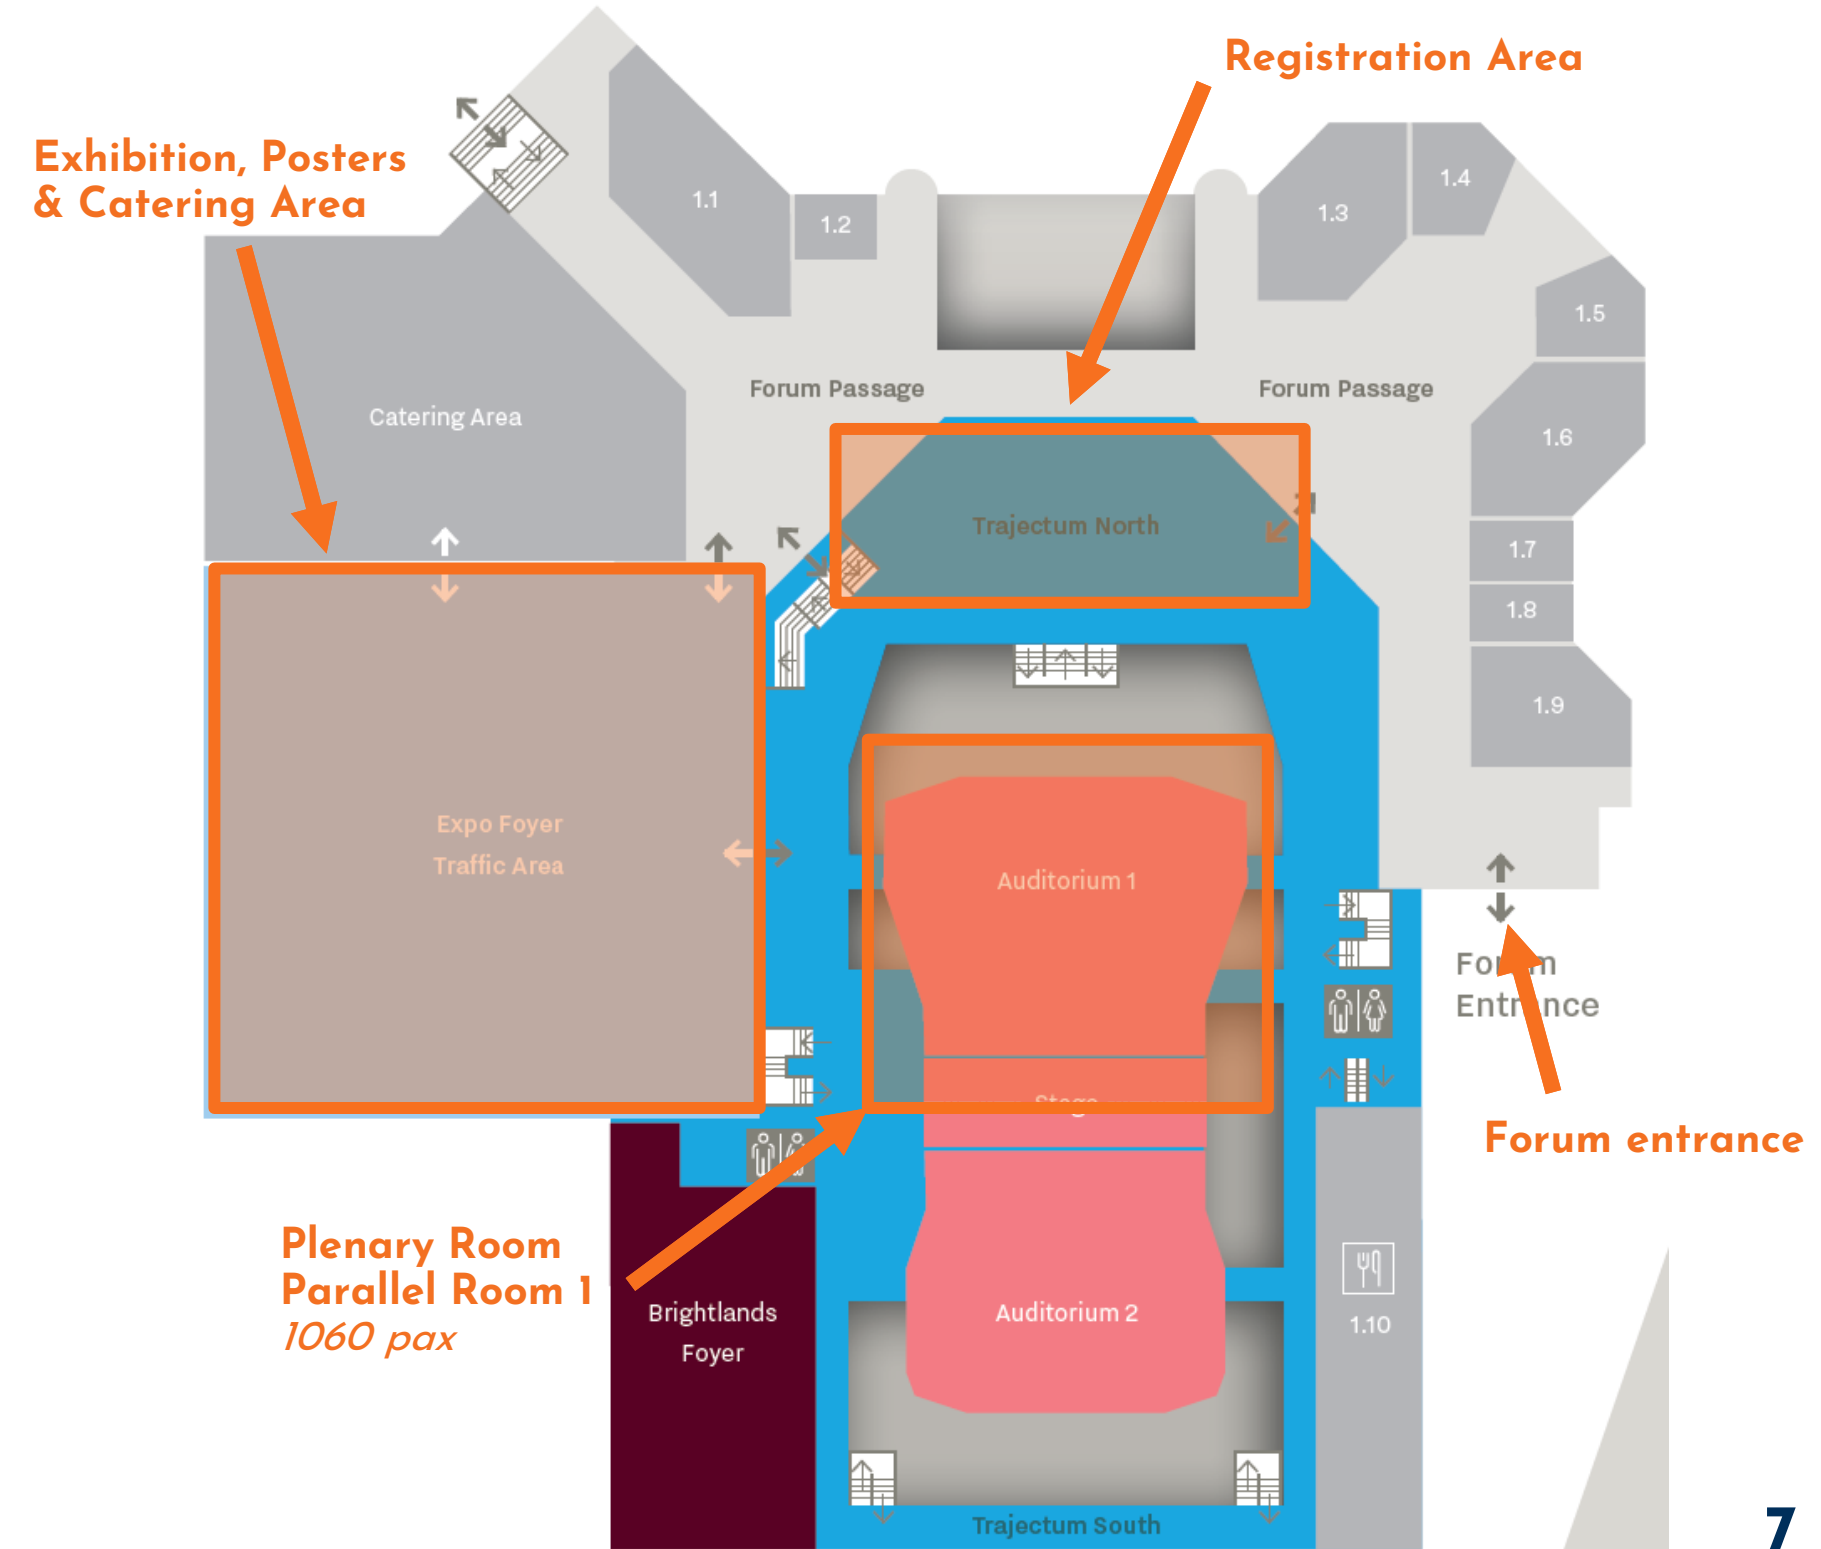 Registration Area
Exhibition, Posters
& Catering Area
1.1
1.2
1.3
1.4
1.5
Forum Passage
Forum Passage
Catering Area
1.6
Trajectum North
1.7
1.8
1.9
Expo Foyer
Traffic Area
Auditorium 1
Forum
Entrance
Stage
Forum entrance
Plenary Room
Parallel Room 1
1060 pax
Brightlands
Foyer
Auditorium 2
1.10
Trajectum South
7